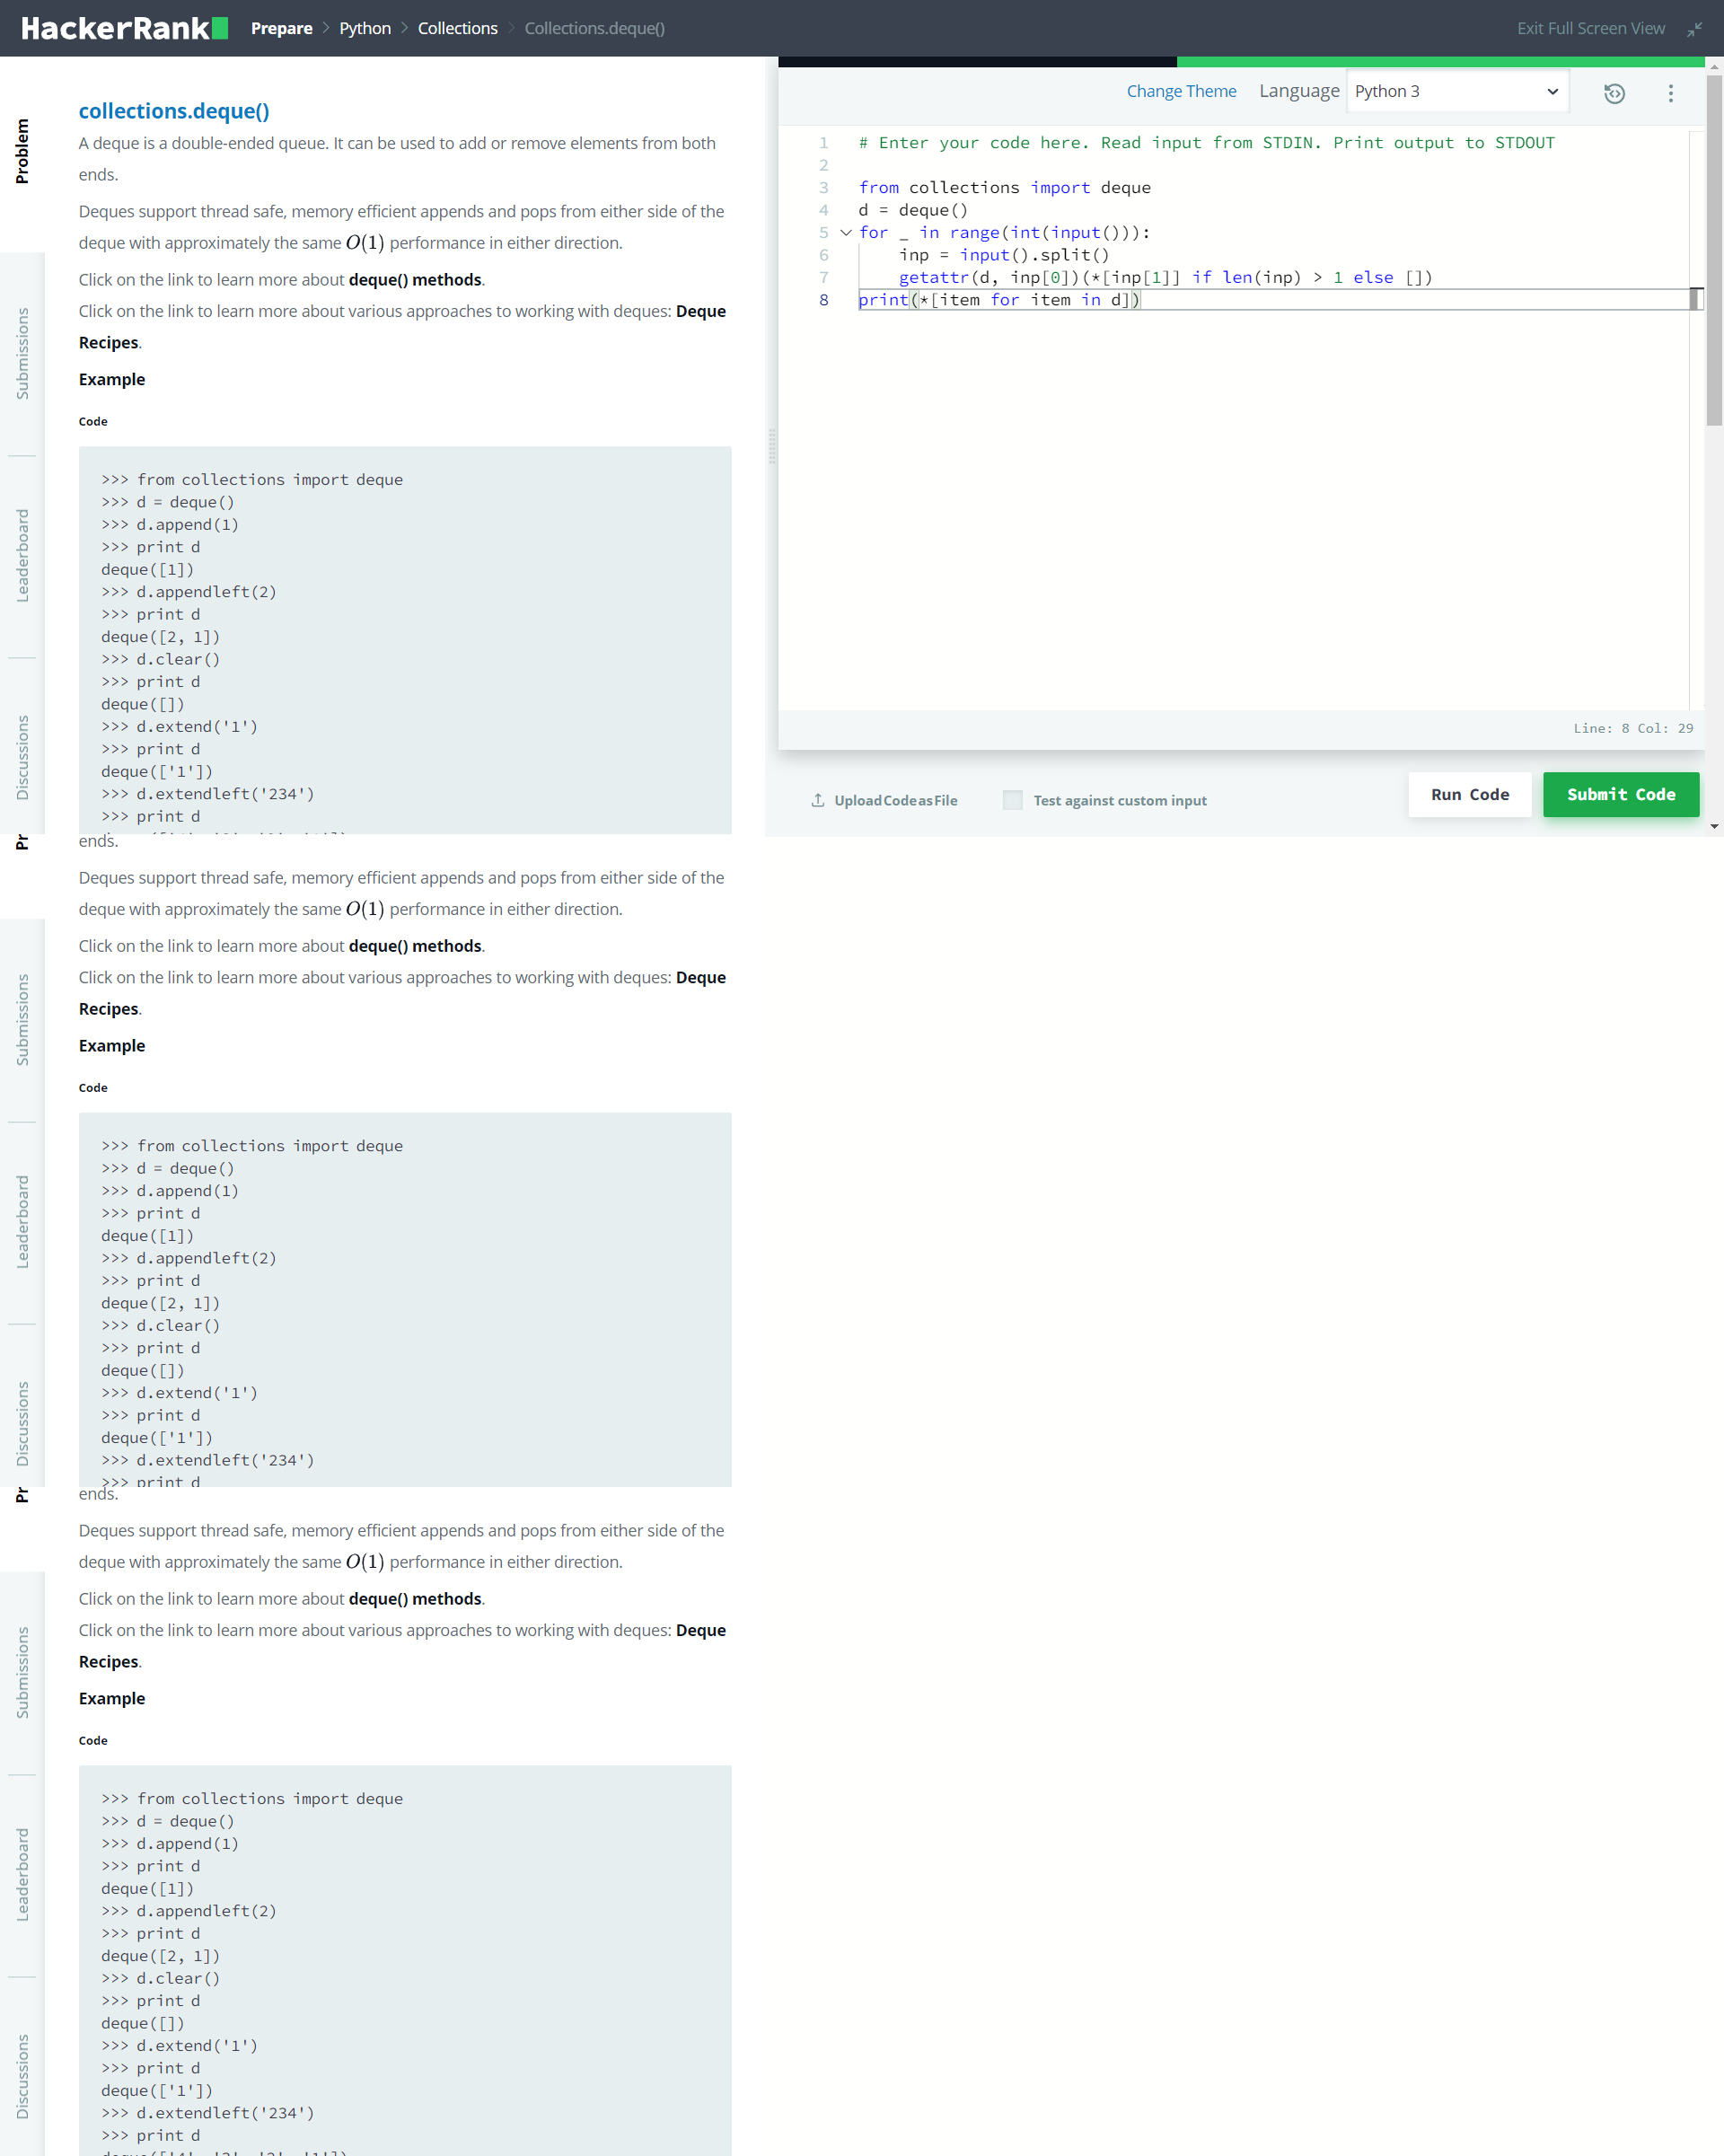 HackerRank Prepare > Python > Collections > Collections.deque() Exit Full Screen View
Problem
Submissions
Leaderboard
Discussions
collections.deque()
A deque is a double-ended queue. It can be used to add or remove elements from both
ends.
Deques support thread safe, memory efficient appends and pops from either side of the
deque with approximately the same O(1) performance in either direction.
Click on the link to learn more about deque() methods.
Click on the link to learn more about various approaches to working with deques: Deque
Recipes.
Example
Code
>>> from collections import deque
>>> d = deque()
>>> d.append(1)
>>> print d
deque([1])
>>> d.appendleft(2)
>>> print d
deque([2, 1])
>>> d.clear()
>>> print d
deque([])
>>> d.extend('1')
>>> print d
deque(['1'])
>>> d.extendleft('234')
>>> print d
Change Theme Language Python 3
1 # Enter your code here. Read input from STDIN. Print output to STDOUT
2
3 from collections import deque
4 d = deque()
5 for _ in range(int(input())):
6 inp = input().split()
7 getattr(d, inp[0])(*[inp[1]] if len(inp) > 1 else [])
8 print(*[item for item in d])
Line: 8 Col: 29
Upload Code as File Test against custom input Run Code Submit Code
Pr
Submissions
Leaderboard
Discussions
ends.
Deques support thread safe, memory efficient appends and pops from either side of the
deque with approximately the same O(1) performance in either direction.
Click on the link to learn more about deque() methods.
Click on the link to learn more about various approaches to working with deques: Deque
Recipes.
Example
Code
>>> from collections import deque
>>> d = deque()
>>> d.append(1)
>>> print d
deque([1])
>>> d.appendleft(2)
>>> print d
deque([2, 1])
>>> d.clear()
>>> print d
deque([])
>>> d.extend('1')
>>> print d
deque(['1'])
>>> d.extendleft('234')
>>> print d
Pr
Submissions
Leaderboard
Discussions
ends.
Deques support thread safe, memory efficient appends and pops from either side of the
deque with approximately the same O(1) performance in either direction.
Click on the link to learn more about deque() methods.
Click on the link to learn more about various approaches to working with deques: Deque
Recipes.
Example
Code
>>> from collections import deque
>>> d = deque()
>>> d.append(1)
>>> print d
deque([1])
>>> d.appendleft(2)
>>> print d
deque([2, 1])
>>> d.clear()
>>> print d
deque([])
>>> d.extend('1')
>>> print d
deque(['1'])
>>> d.extendleft('234')
>>> print d